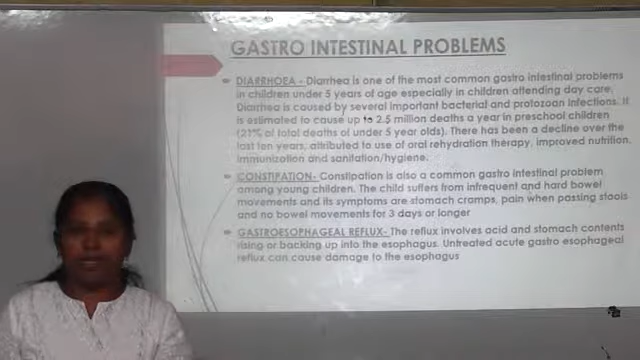 GASTRO INTESTINAL PROBLEMS
DIARRHOEA - Diarrhea is one of the most common gastro intestinal problems
in children under 5 years of age especially in children attending day care.
Diarrhea is caused by several important bacterial and protozoan infections. It
is estimated to cause up to 2.5 million deaths a year in preschool children
(21% of total deaths of under 5 year olds). There has been a decline over the
last ten years, attributed to use of oral rehydration therapy, improved nutrition,
immunization and sanitation/hygiene.
CONSTIPATION- Constipation is also a common gastro intestinal problem
among young children. The child suffers from infrequent and hard bowel
movements and its symptoms are stomach cramps, pain when passing stools
and no bowel movements for 3 days or longer
GASTROESOPHAGEAL REFLUX- The reflux involves acid and stomach contents
rising or backing up into the esophagus. Untreated acute gastro esophageal
reflux can cause damage to the esophagus